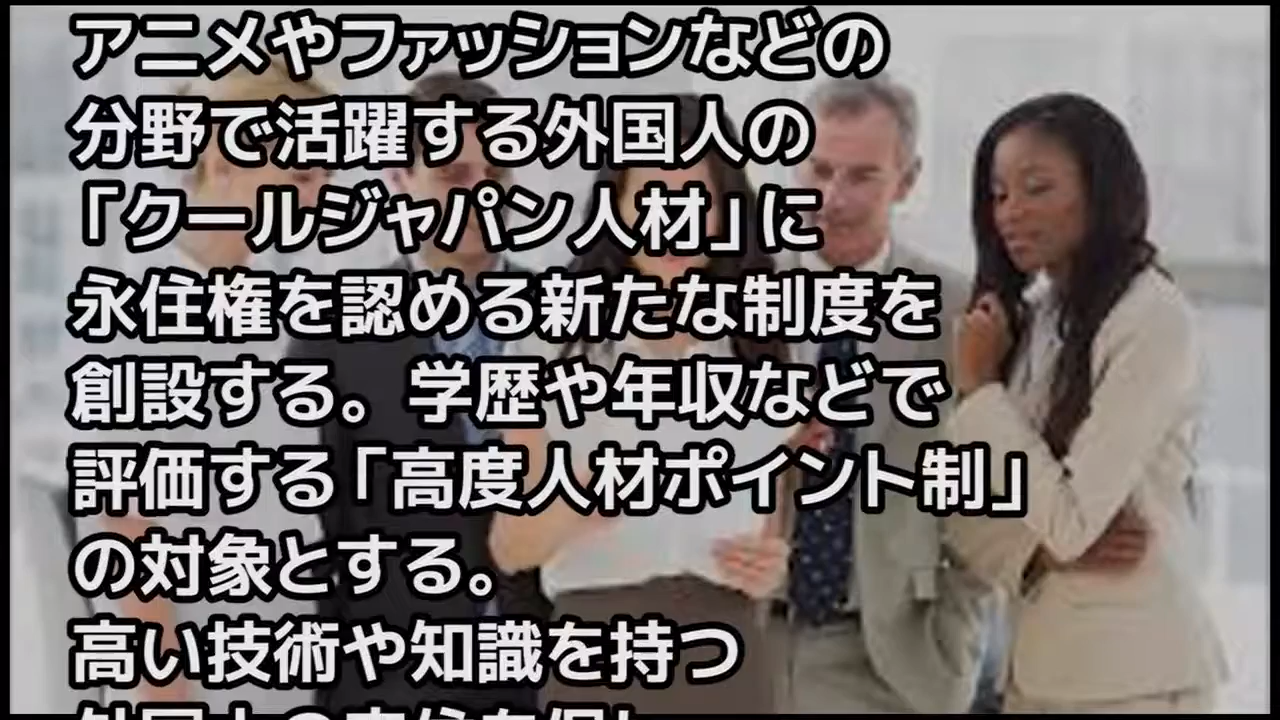 アニメやファッションなどの
分野で活躍する外国人の
「クールジャパン人材」に
永住権を認める新たな制度を
創設する。学歴や年収などで
評価する「高度人材ポイント制」
の対象とする。
高い技術や知識を持つ